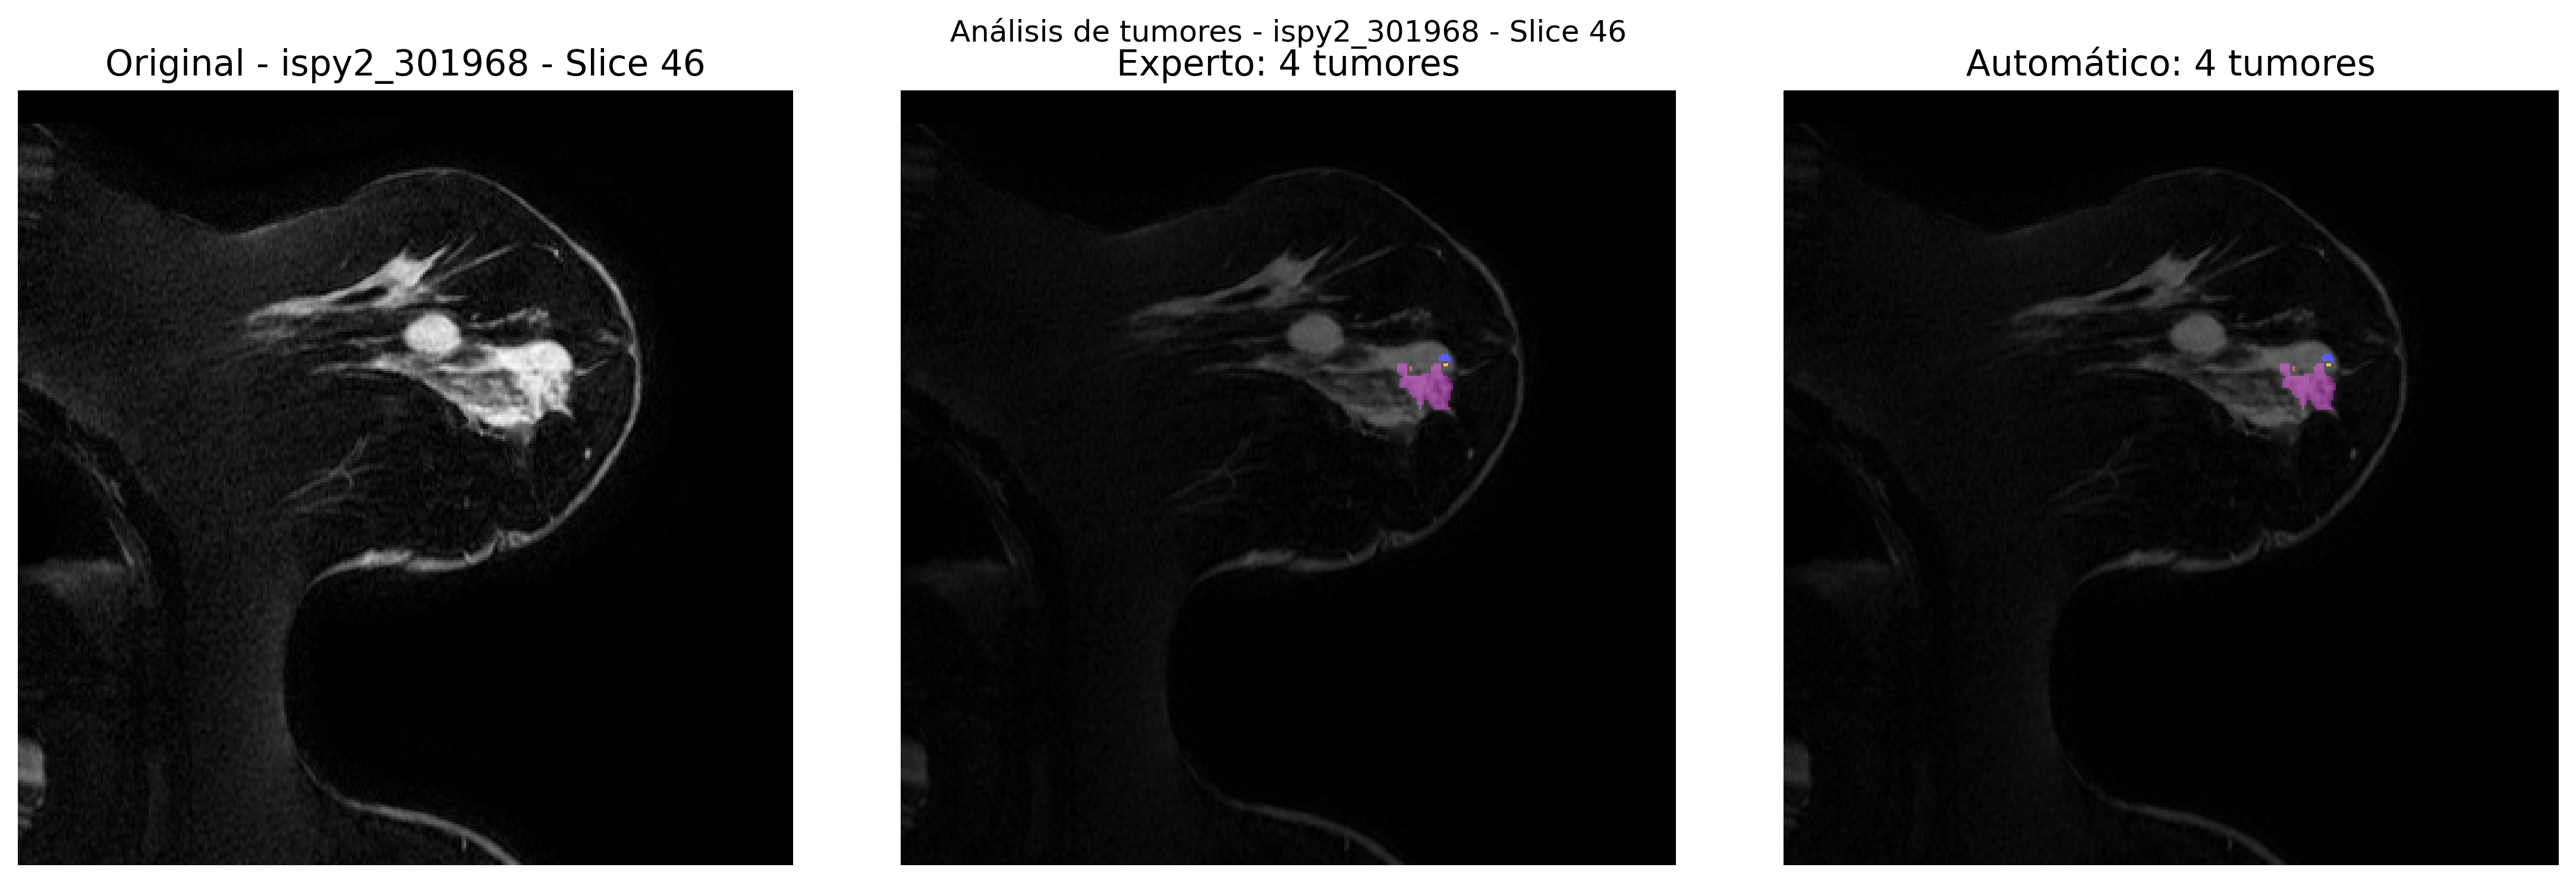 Análisis de tumores - ispy2_301968 - Slice 46
Original - ispy2_301968 - Slice 46
Experto: 4 tumores
Automático: 4 tumores